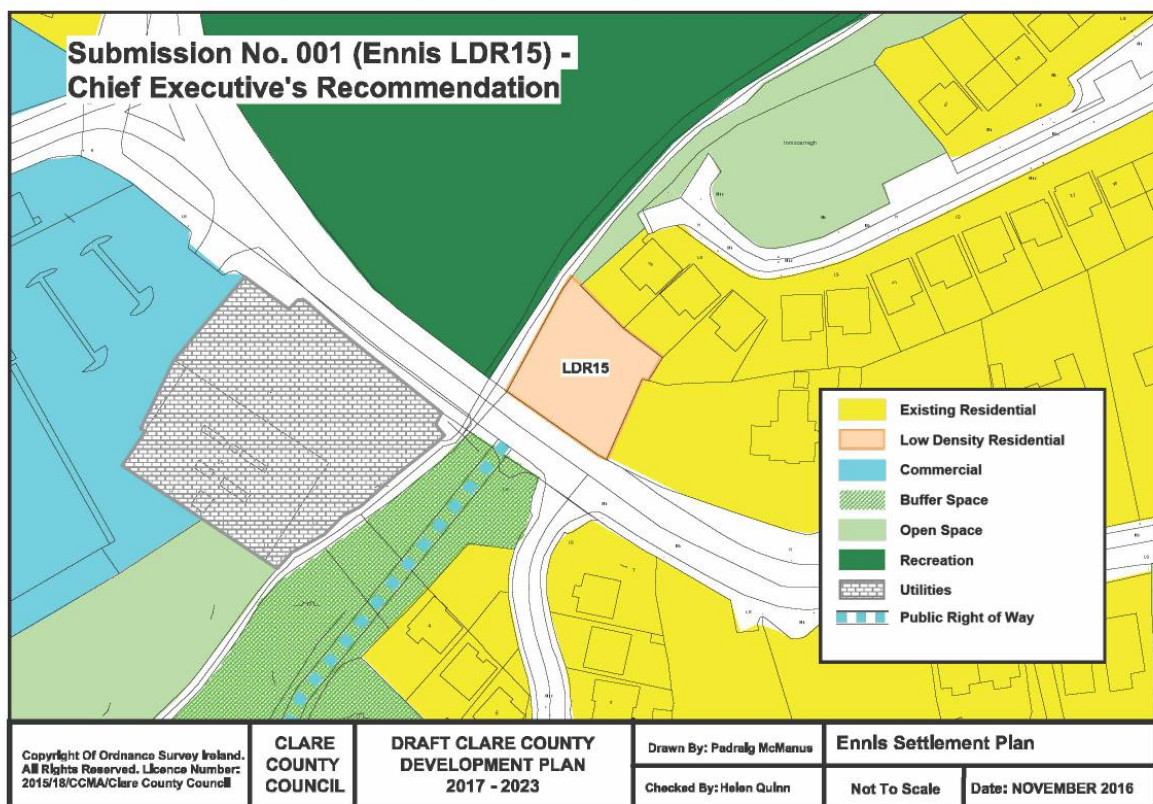 Submission No. 001 (Ennis LDR15) -
Chief Executive's Recommendation
LDR15
Existing Residential
Low Density Residential
Commercial
Buffer Space
Open Space
Recreation
Utilities
Public Right of Way
Copyright Of Ordnance Survey Ireland.
All Rights Reserved. Licence Number:
2015/18/CCMA/Clare County Council
CLARE
COUNTY
COUNCIL
DRAFT CLARE COUNTY
DEVELOPMENT PLAN
2017 - 2023
Drawn By: Padraig McManus
Checked By: Helen Quinn
Ennis Settlement Plan
Not To Scale
Date: NOVEMBER 2016